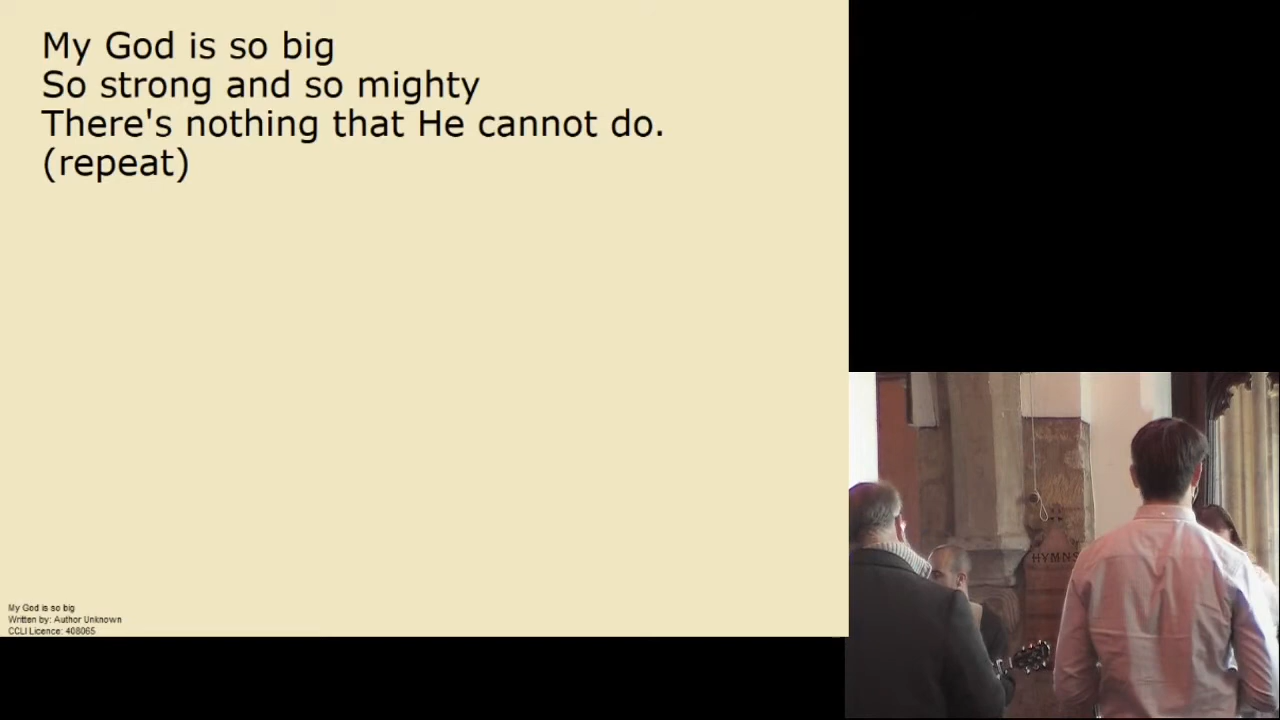 My God is so big
So strong and so mighty
There's nothing that He cannot do.
(repeat)
My God is so big
Written by: Author Unknown
CCLI Licence: 408065
HYMNS